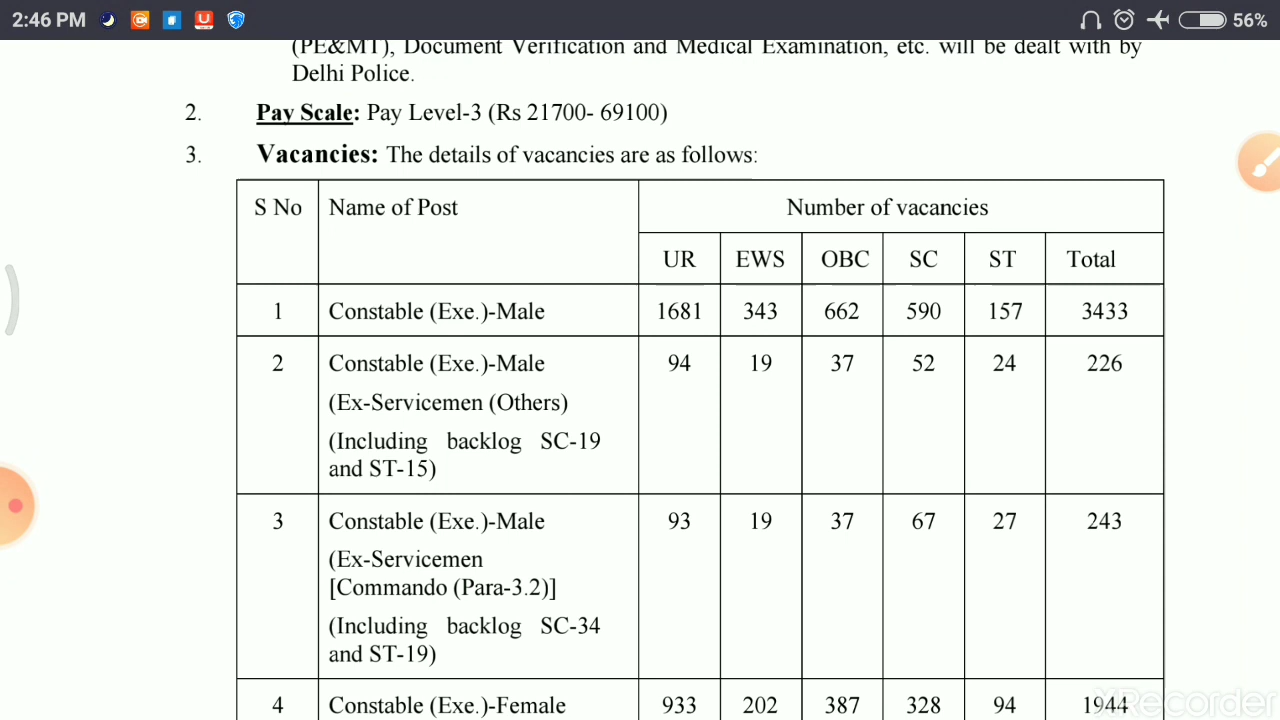 2:46 PM 56%
(PE&MT), Document Verification and Medical Examination, etc. will be dealt with by
Delhi Police.
2. Pay Scale: Pay Level-3 (Rs 21700- 69100)
3. Vacancies: The details of vacancies are as follows:
S No Name of Post Number of vacancies
UR EWS OBC SC ST Total
1 Constable (Exe.)-Male 1681 343 662 590 157 3433
2 Constable (Exe.)-Male 94 19 37 52 24 226
(Ex-Servicemen (Others)
(Including backlog SC-19
and ST-15)
3 Constable (Exe.)-Male 93 19 37 67 27 243
(Ex-Servicemen
[Commando (Para-3.2)]
(Including backlog SC-34
and ST-19)
4 Constable (Exe.)-Female 933 202 387 328 94 1944
XRecorder